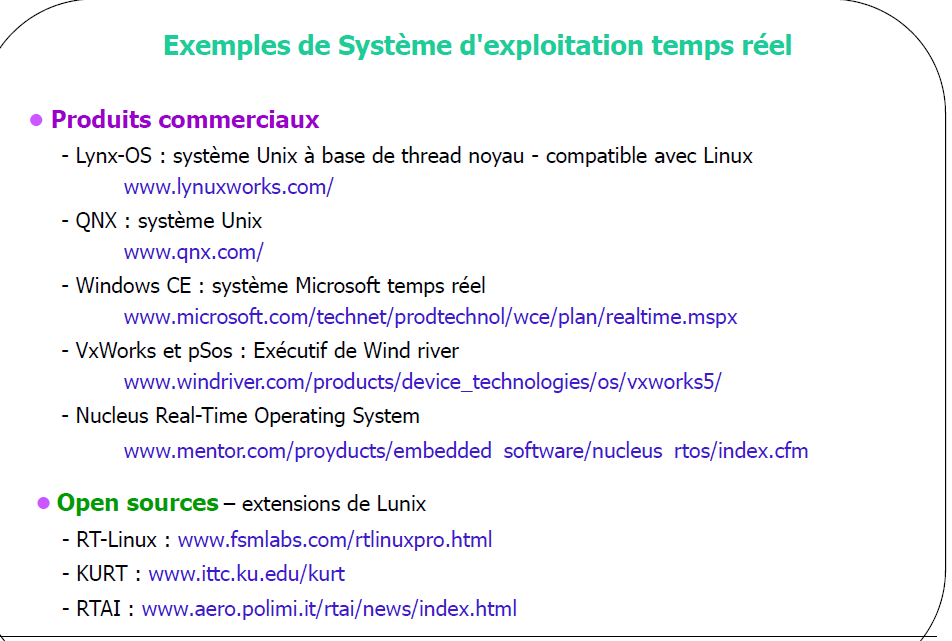 Exemples de Système d'exploitation temps réel
● Produits commerciaux
- Lynx-OS : système Unix à base de thread noyau - compatible avec Linux
www.lynuxworks.com/
- QNX : système Unix
www.qnx.com/
- Windows CE : système Microsoft temps réel
www.microsoft.com/technet/prodtechnol/wce/plan/realtime.mspx
- VxWorks et pSos : Exécutif de Wind river
www.windriver.com/products/device_technologies/os/vxworks5/
- Nucleus Real-Time Operating System
www.mentor.com/proyducts/embedded software/nucleus rtos/index.cfm
● Open sources – extensions de Lunix
- RT-Linux : www.fsmlabs.com/rtlinuxpro.html
- KURT : www.ittc.ku.edu/kurt
- RTAI : www.aero.polimi.it/rtai/news/index.html